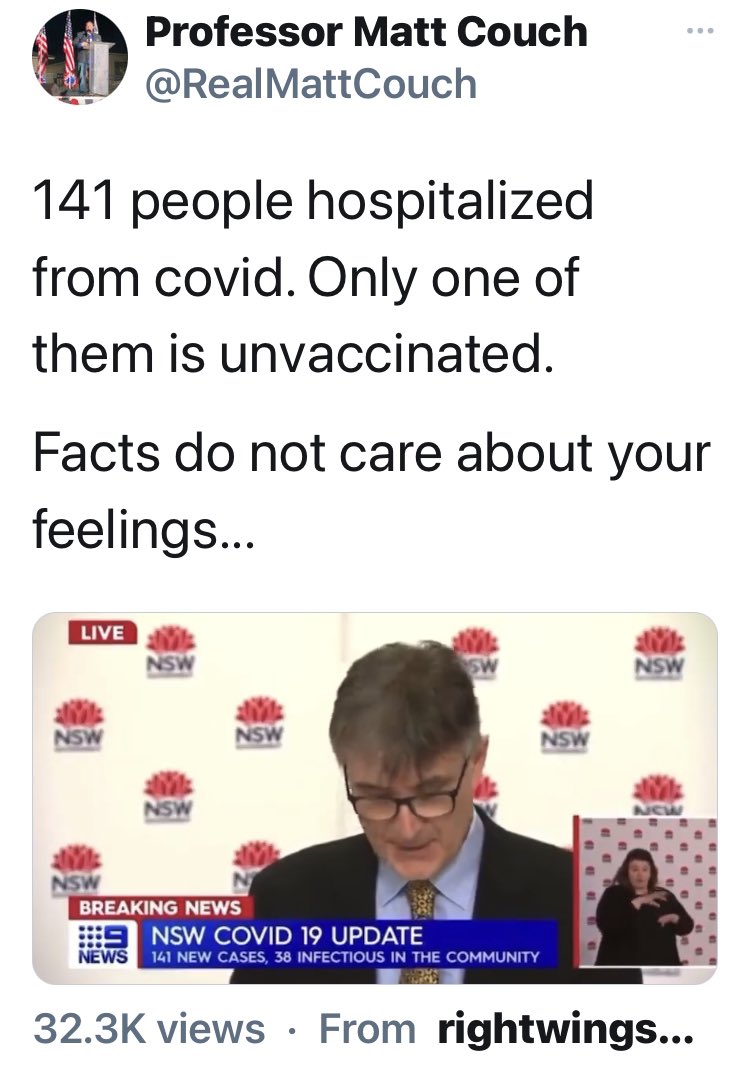 Professor Matt Couch
@RealMattCouch
141 people hospitalized
from covid. Only one of
them is unvaccinated.
Facts do not care about your
feelings...
LIVE
NSW
SW
NSW
NSW
NSW
NSW
NSW
NSW
NSW
BREAKING NEWS
9 NEWS
NSW COVID 19 UPDATE
141 NEW CASES, 38 INFECTIOUS IN THE COMMUNITY
32.3K views · From rightwings...